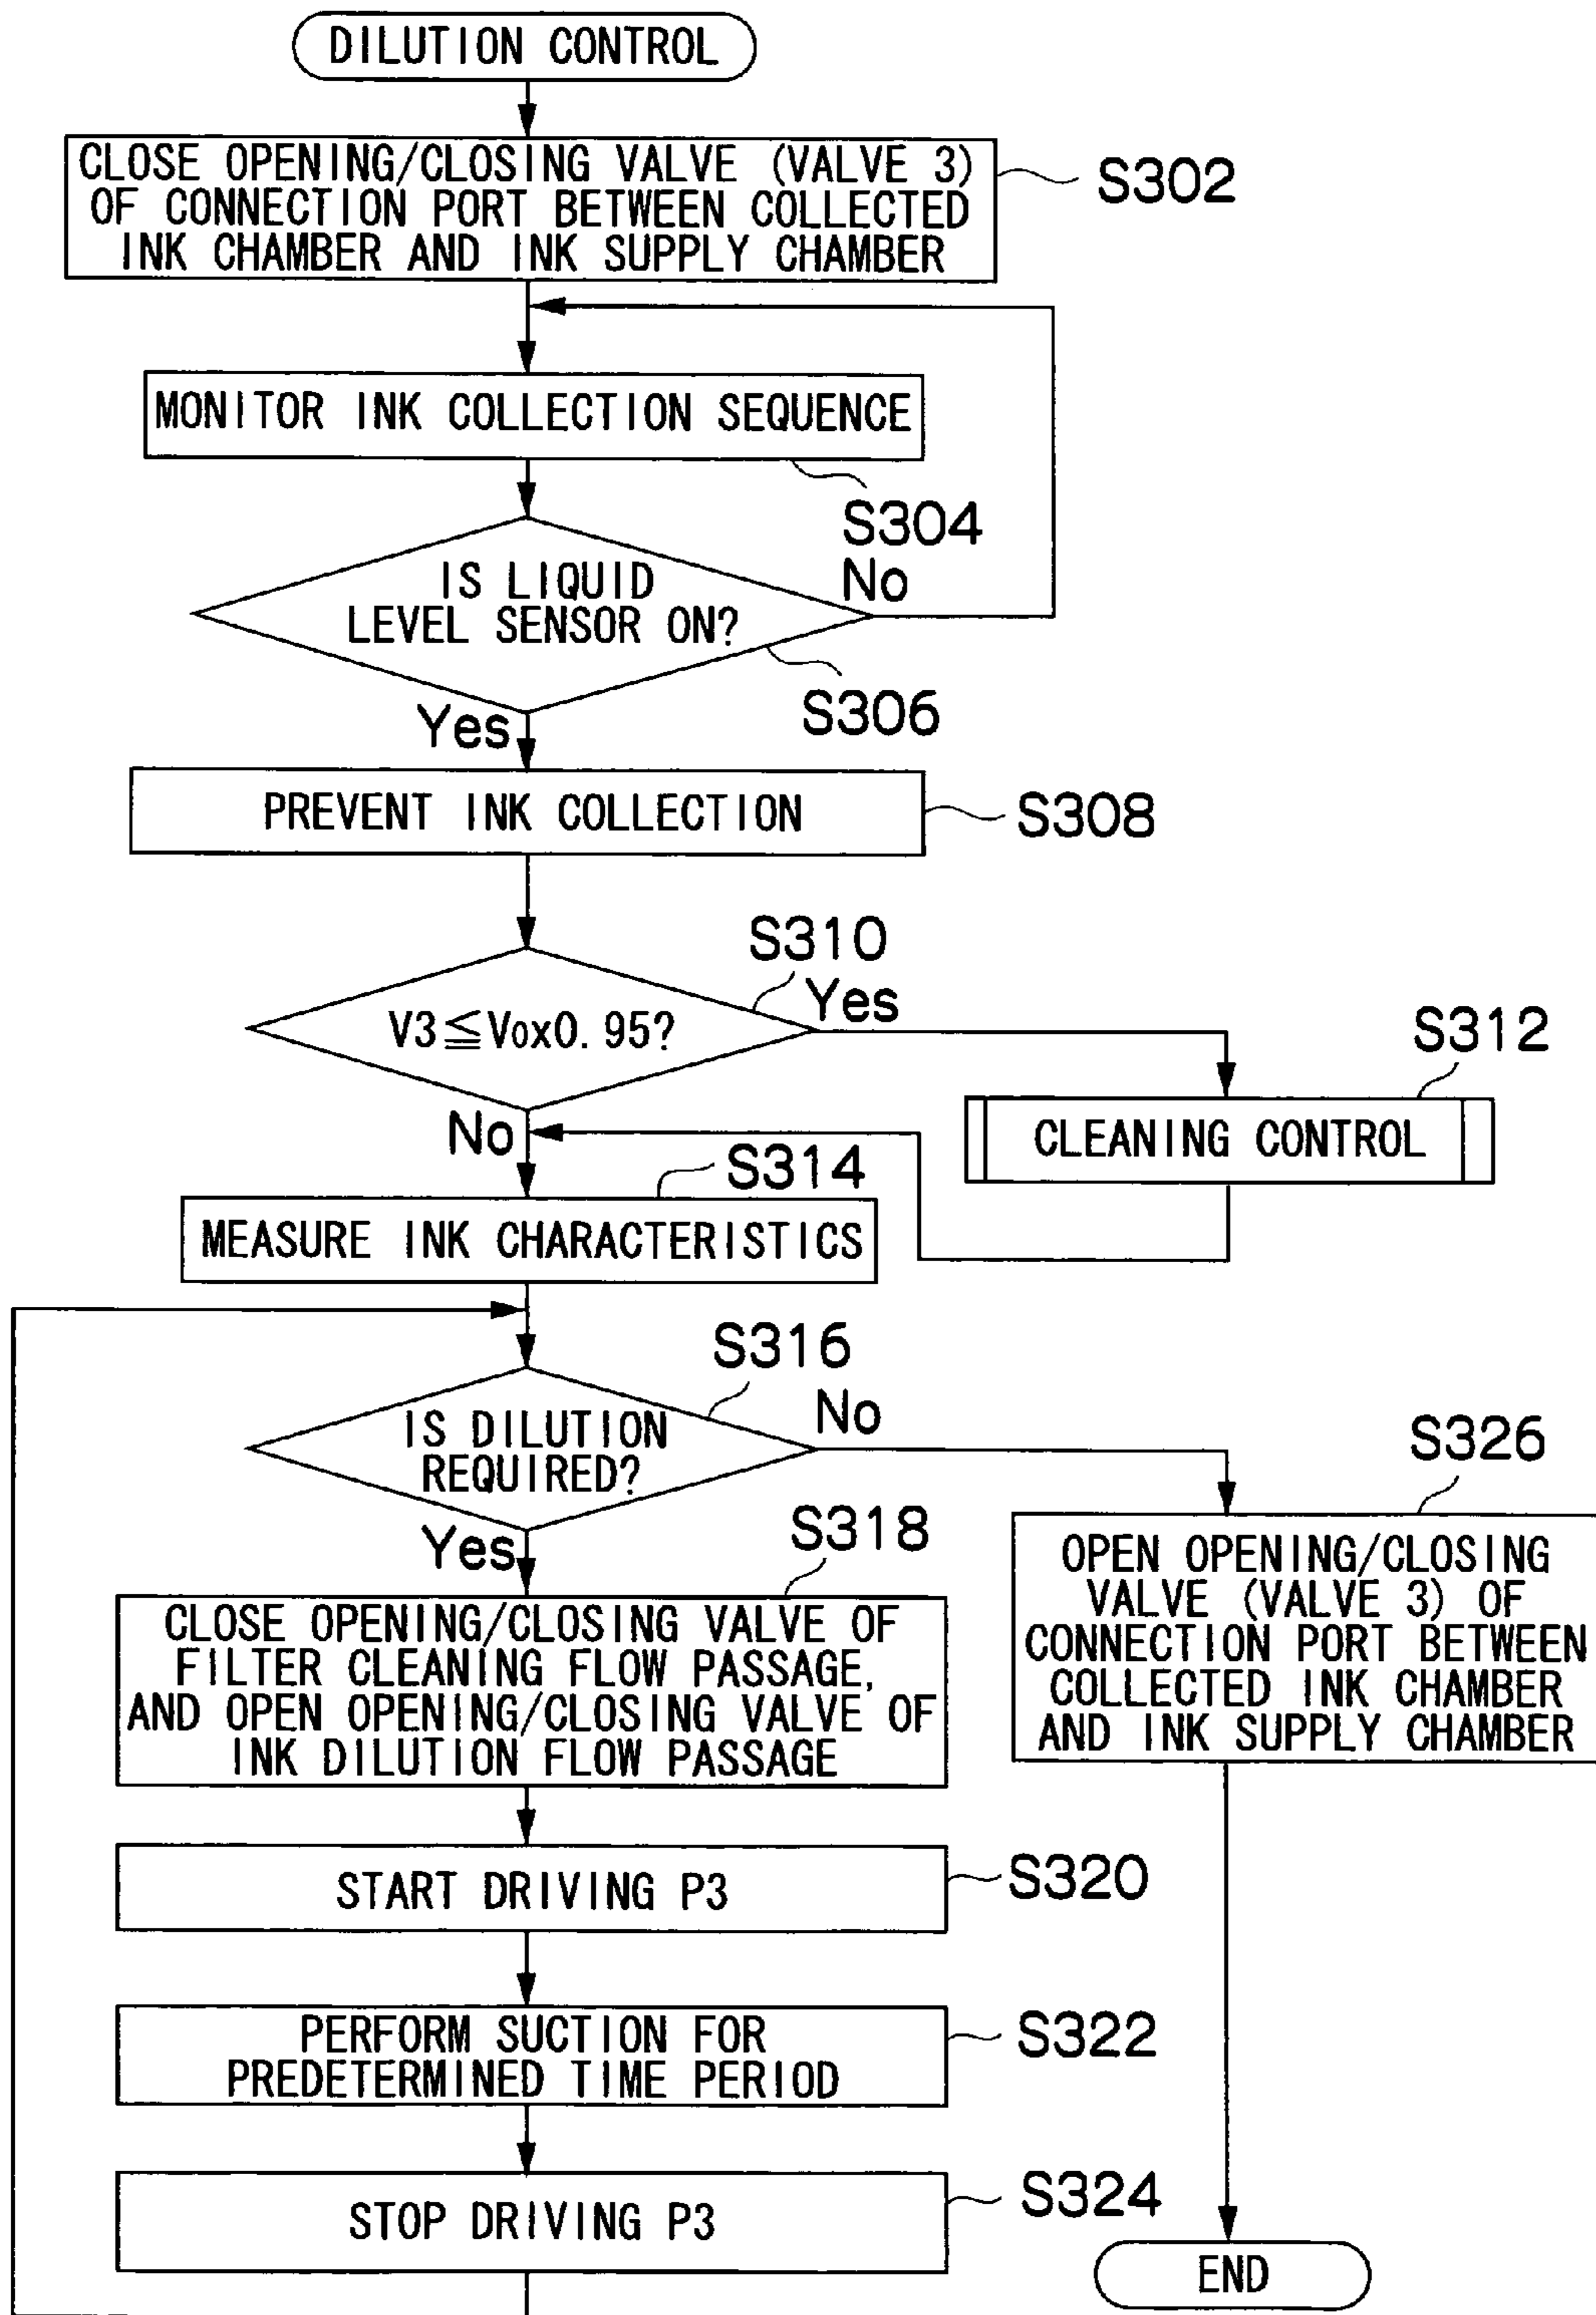 DILUTION CONTROL
CLOSE OPENING/CLOSING VALVE (VALVE 3)
OF CONNECTION PORT BETWEEN COLLECTED
INK CHAMBER AND INK SUPPLY CHAMBER
S302
MONITOR INK COLLECTION SEQUENCE
S304
IS LIQUID
LEVEL SENSOR ON?
No
S306
Yes
PREVENT INK COLLECTION
S308
S310
V3≦V0x0.95?
Yes
S312
CLEANING CONTROL
No
S314
MEASURE INK CHARACTERISTICS
S316
IS DILUTION
REQUIRED?
No
S326
OPEN OPENING/CLOSING
VALVE (VALVE 3) OF
CONNECTION PORT BETWEEN
COLLECTED INK CHAMBER
AND INK SUPPLY CHAMBER
Yes
S318
CLOSE OPENING/CLOSING VALVE OF
FILTER CLEANING FLOW PASSAGE,
AND OPEN OPENING/CLOSING VALVE OF
INK DILUTION FLOW PASSAGE
START DRIVING P3
S320
PERFORM SUCTION FOR
PREDETERMINED TIME PERIOD
S322
STOP DRIVING P3
S324
END